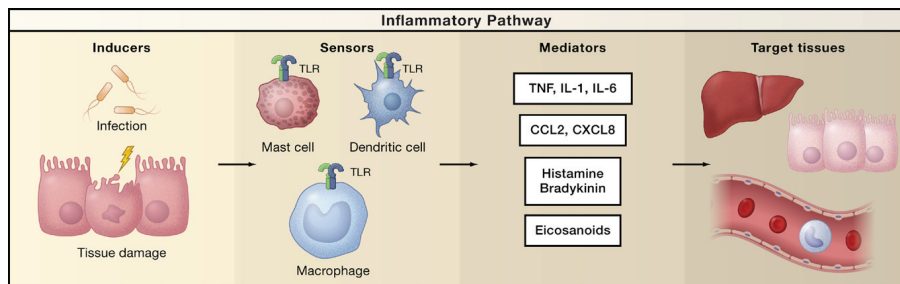 Inflammatory Pathway
Inducers
Infection
Tissue damage
Sensors
TLR
Mast cell
TLR
Dendritic cell
TLR
Macrophage
Mediators
TNF, IL-1, IL-6
CCL2, CXCL8
Histamine
Bradykinin
Eicosanoids
Target tissues